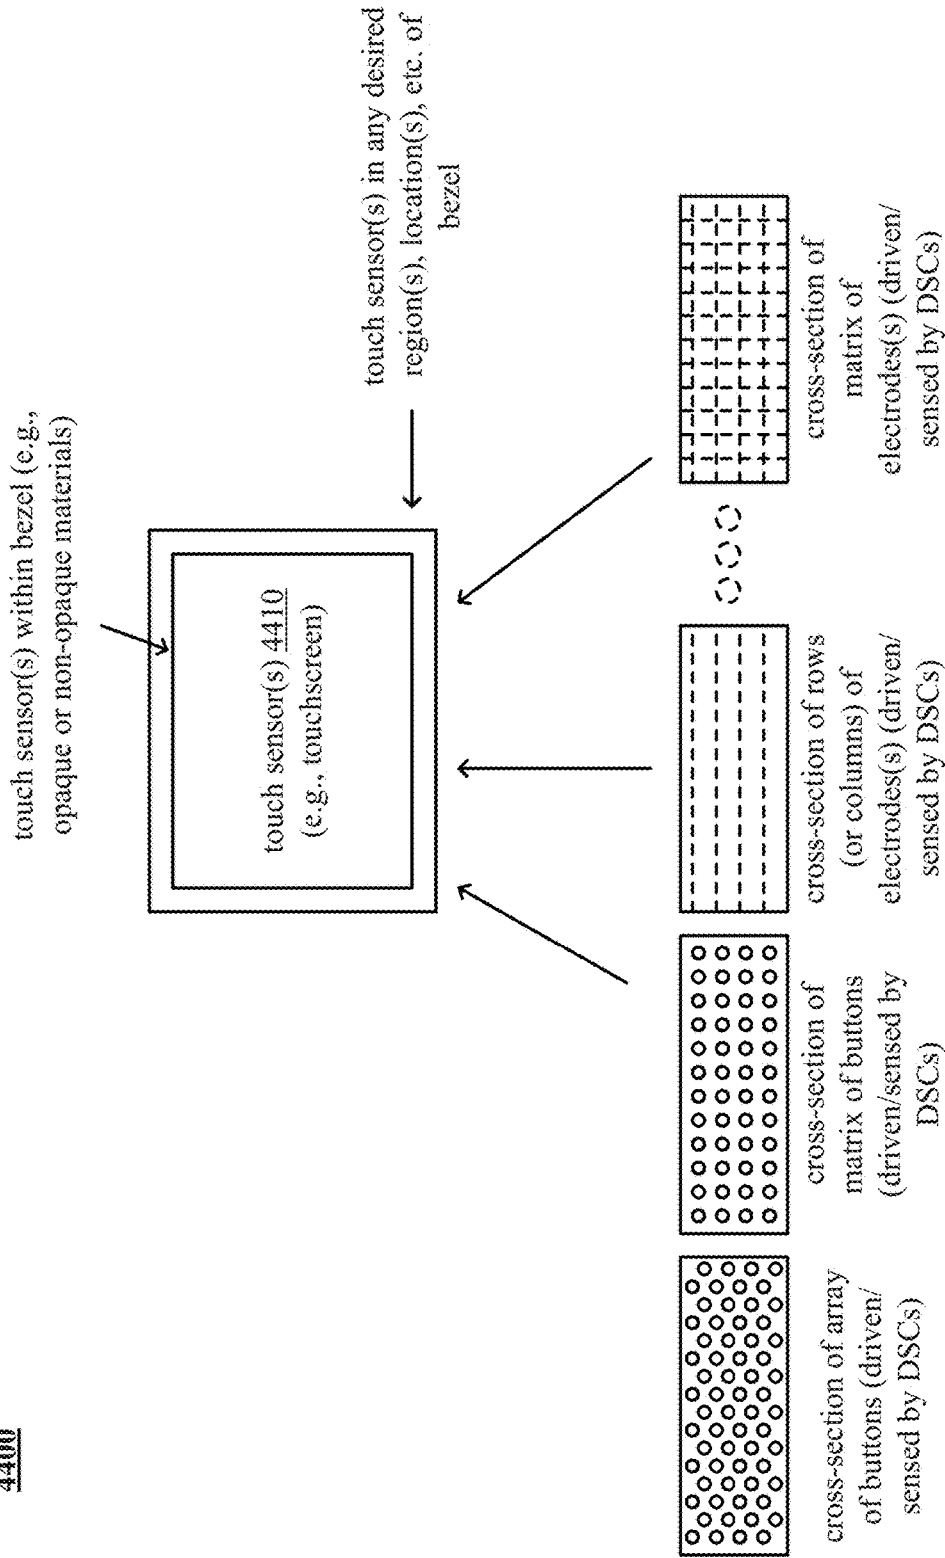 4400
touch sensor(s) within bezel (e.g.,
opaque or non-opaque materials)
touch sensor(s) 4410
(e.g., touchscreen)
touch sensor(s) in any desired
region(s), location(s), etc. of
bezel
cross-section of array
of buttons (driven/
sensed by DSCs)
cross-section of
matrix of buttons
(driven/sensed by
DSCs)
cross-section of rows
(or columns) of
electrodes(s) (driven/
sensed by DSCs)
cross-section of
matrix of
electrodes(s) (driven/
sensed by DSCs)